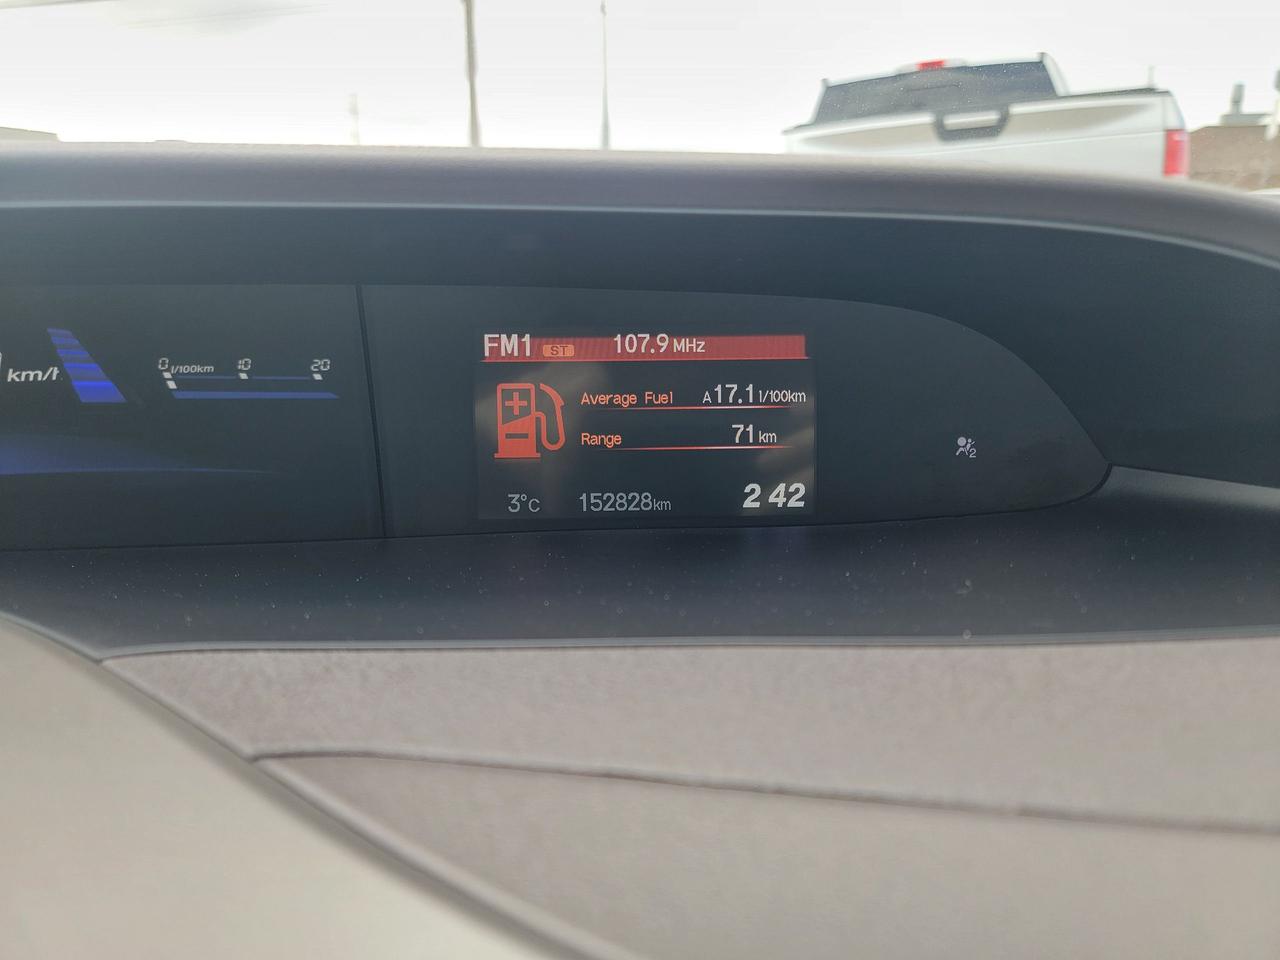 FM1 ST 107.9 MHz
km/h
0 l/100km 10 20
Average Fuel A 17.1 l/100km
Range 71 km
2
3°C 152828km 2 42